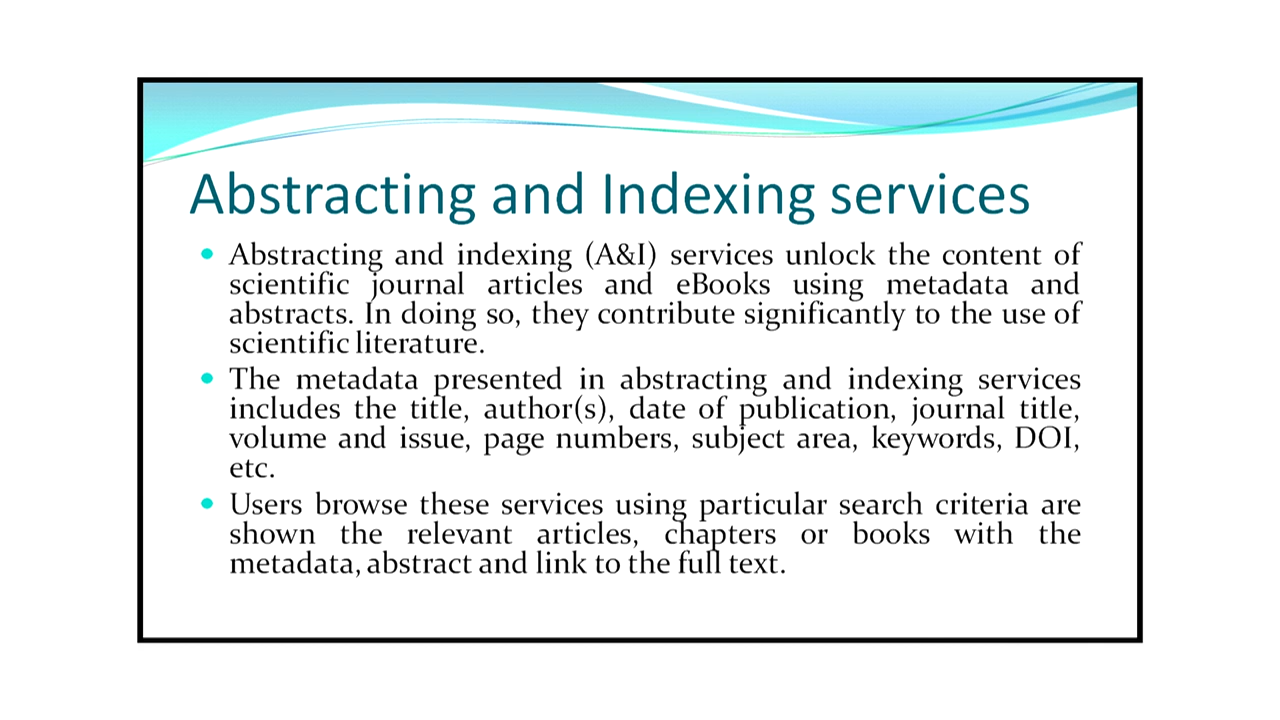 Abstracting and Indexing services
• Abstracting and indexing (A&I) services unlock the content of
scientific journal articles and eBooks using metadata and
abstracts. In doing so, they contribute significantly to the use of
scientific literature.
• The metadata presented in abstracting and indexing services
includes the title, author(s), date of publication, journal title,
volume and issue, page numbers, subject area, keywords, DOI,
etc.
• Users browse these services using particular search criteria are
shown the relevant articles, chapters or books with the
metadata, abstract and link to the full text.